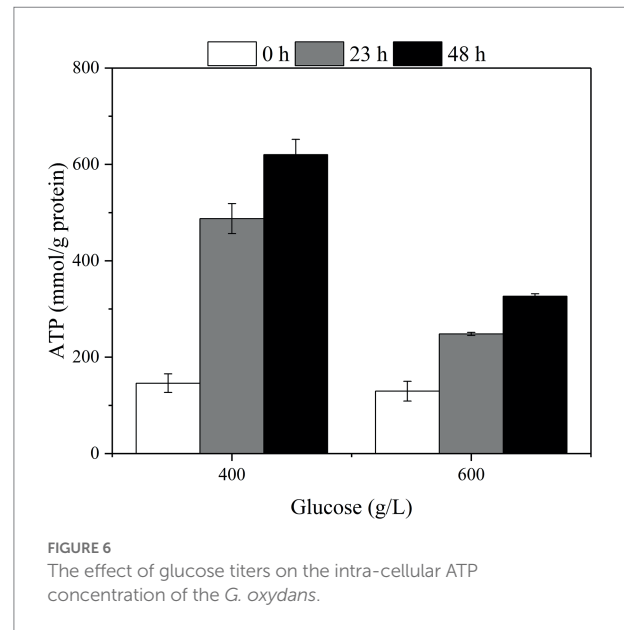 0 h 23 h 48 h
800
600
400
200
0
ATP (mmol/g protein)
400 600
Glucose (g/L)
FIGURE 6
The effect of glucose titers on the intra-cellular ATP
concentration of the G. oxydans.